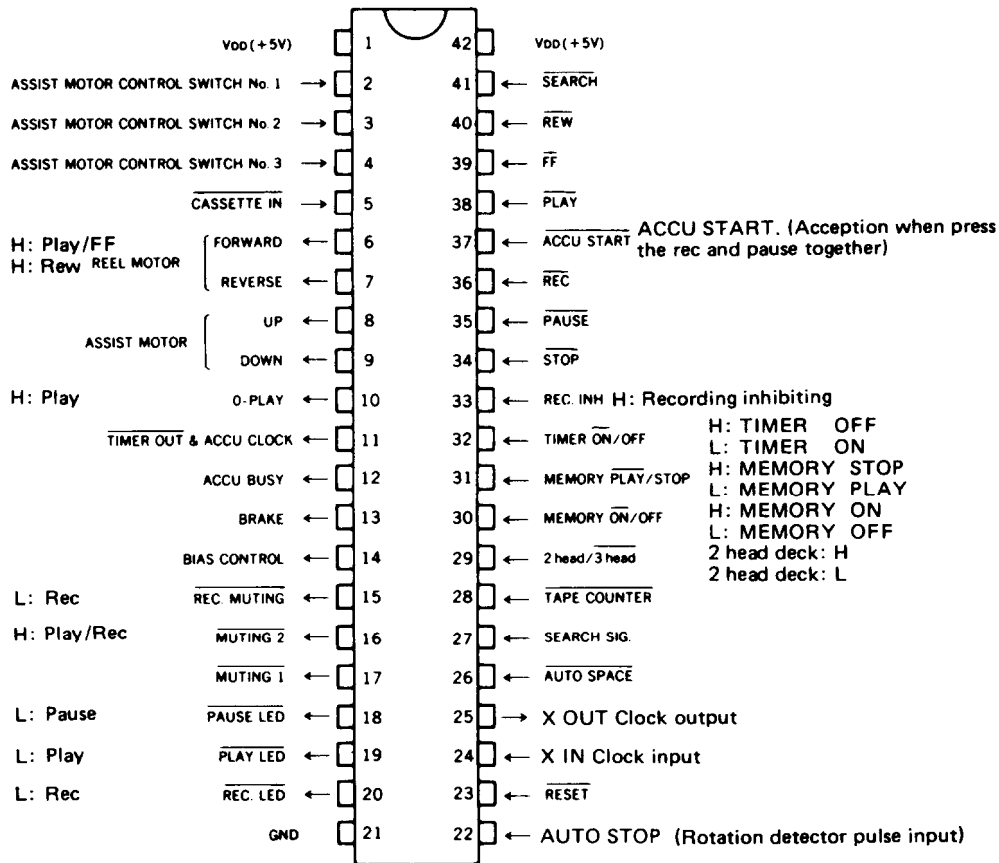 VDD(+5V) 1 42 VDD(+5V)
ASSIST MOTOR CONTROL SWITCH No. 1 → 2 41 ← SEARCH
ASSIST MOTOR CONTROL SWITCH No. 2 → 3 40 ← REW
ASSIST MOTOR CONTROL SWITCH No. 3 → 4 39 ← FF
CASSETTE IN → 5 38 ← PLAY
H: Play/FF FORWARD ← 6 37 ← ACCU START ACCU START. (Acception when press
the rec and pause together)
H: Rew REEL MOTOR
REVERSE ← 7 36 ← REC
UP ← 8 35 ← PAUSE
ASSIST MOTOR
DOWN ← 9 34 ← STOP
H: Play O-PLAY ← 10 33 ← REC. INH H: Recording inhibiting
TIMER OUT & ACCU CLOCK ← 11 32 ← TIMER ON/OFF H: TIMER OFF
L: TIMER ON
ACCU BUSY ← 12 31 ← MEMORY PLAY/STOP H: MEMORY STOP
L: MEMORY PLAY
BRAKE ← 13 30 ← MEMORY ON/OFF H: MEMORY ON
L: MEMORY OFF
BIAS CONTROL ← 14 29 ← 2 head/3 head 2 head deck: H
2 head deck: L
L: Rec REC. MUTING ← 15 28 ← TAPE COUNTER
H: Play/Rec MUTING 2 ← 16 27 ← SEARCH SIG.
MUTING 1 ← 17 26 ← AUTO SPACE
L: Pause PAUSE LED ← 18 25 → X OUT Clock output
L: Play PLAY LED ← 19 24 ← X IN Clock input
L: Rec REC. LED ← 20 23 ← RESET
GND 21 22 ← AUTO STOP (Rotation detector pulse input)